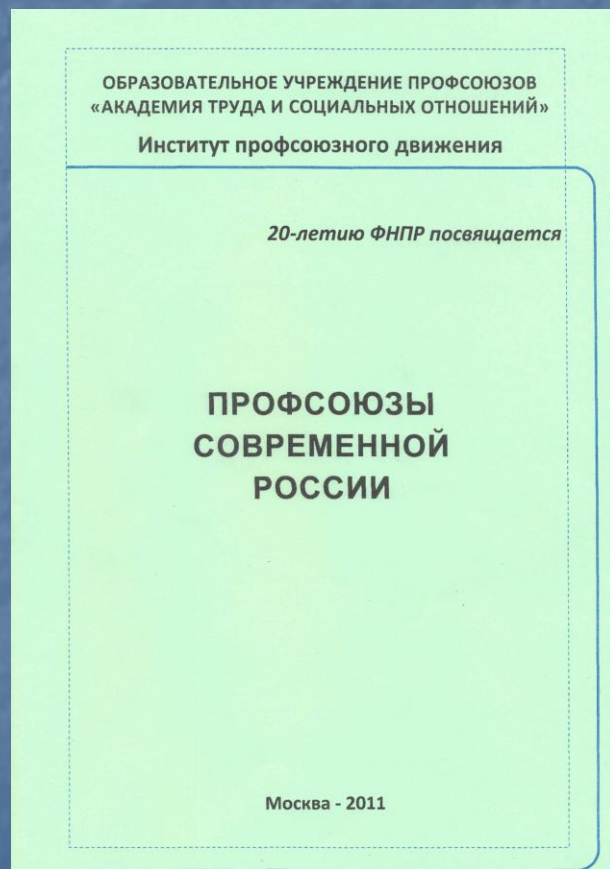 ОБРАЗОВАТЕЛЬНОЕ УЧРЕЖДЕНИЕ ПРОФСОЮЗОВ
«АКАДЕМИЯ ТРУДА И СОЦИАЛЬНЫХ ОТНОШЕНИЙ»
Институт профсоюзного движения
20-летию ФНПР посвящается
ПРОФСОЮЗЫ
СОВРЕМЕННОЙ
РОССИИ
Москва - 2011